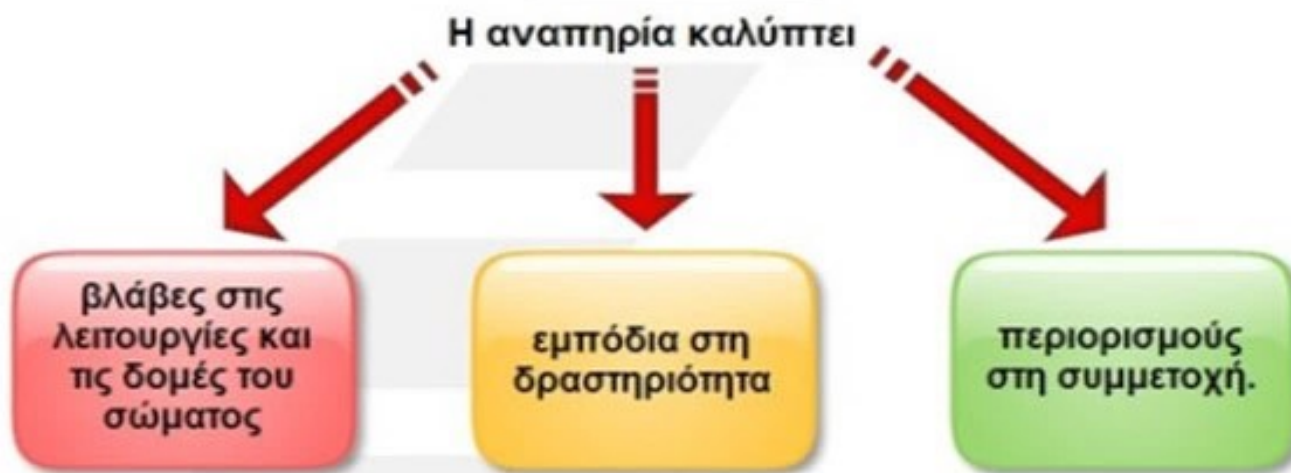 Η αναπηρία καλύπτει
βλάβες στις
λειτουργίες και
τις δομές του
σώματος
εμπόδια στη
δραστηριότητα
περιορισμούς
στη συμμετοχή.